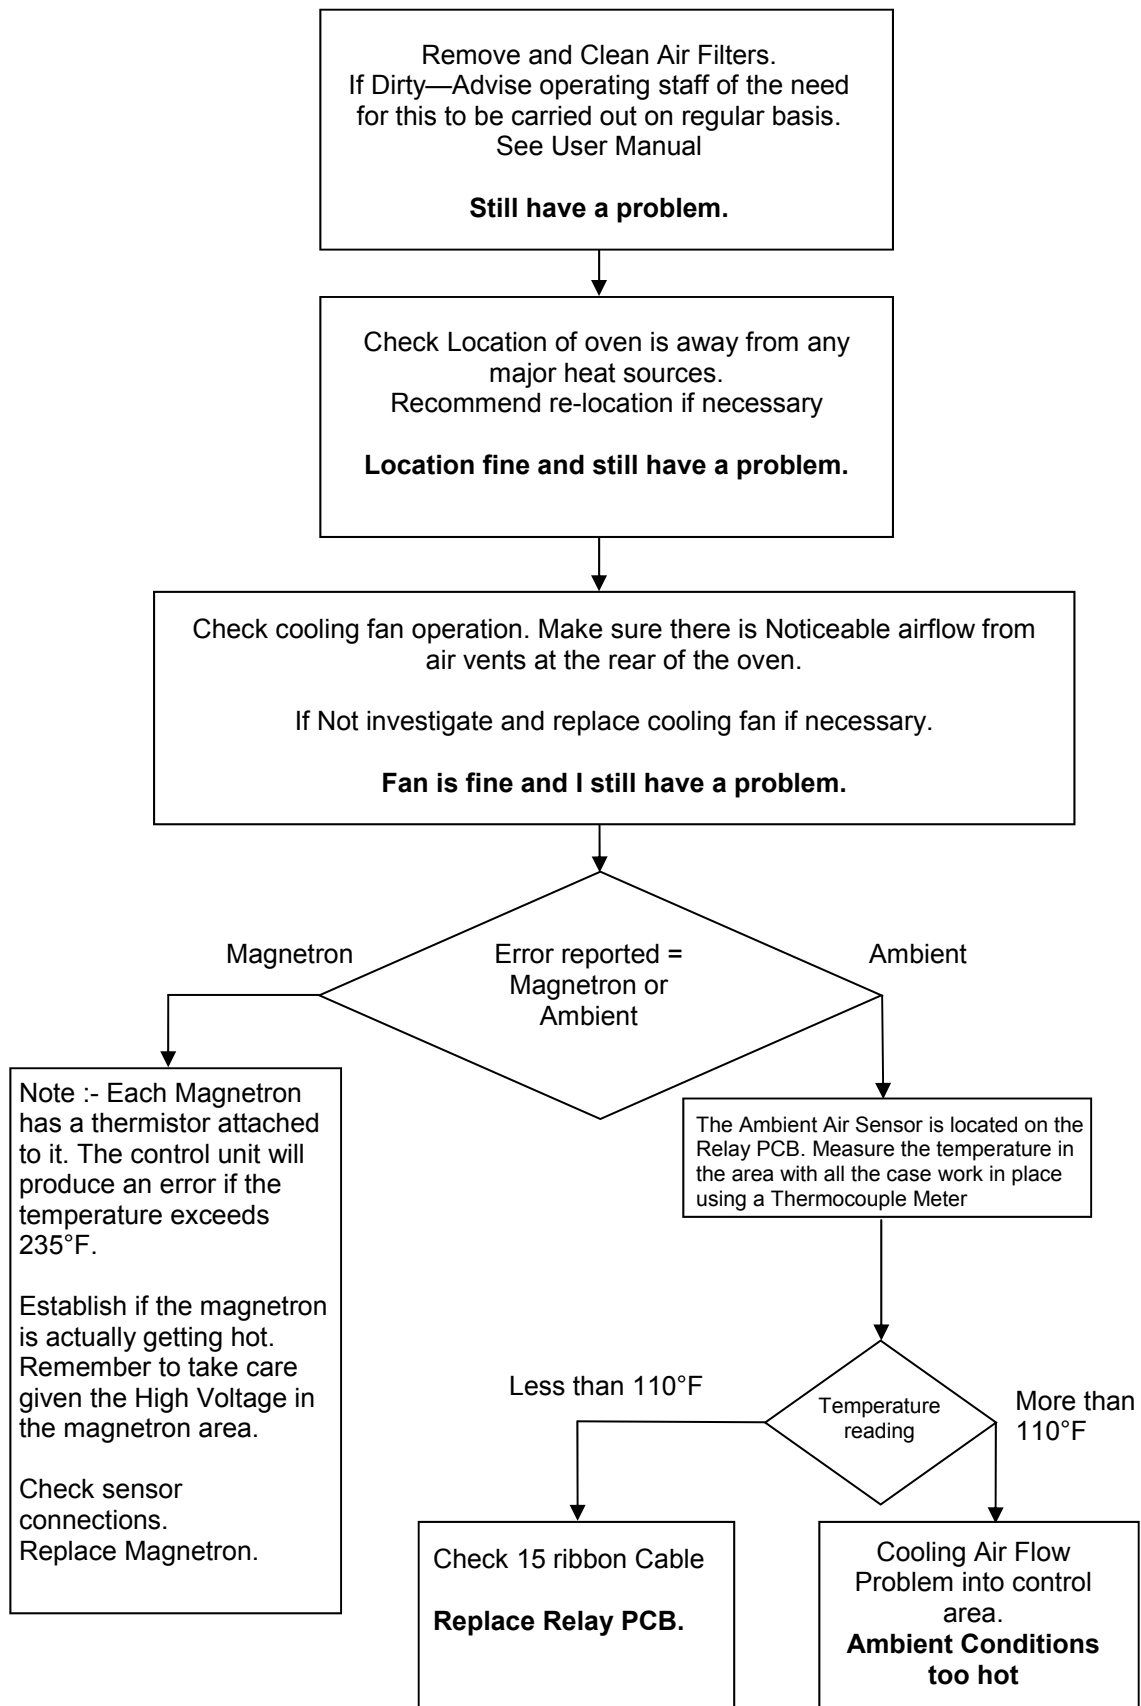 Remove and Clean Air Filters.
If Dirty—Advise operating staff of the need
for this to be carried out on regular basis.
See User Manual
Still have a problem.
Check Location of oven is away from any
major heat sources.
Recommend re-location if necessary
Location fine and still have a problem.
Check cooling fan operation. Make sure there is Noticeable airflow from
air vents at the rear of the oven.
If Not investigate and replace cooling fan if necessary.
Fan is fine and I still have a problem.
Magnetron
Error reported =
Magnetron or
Ambient
Ambient
Note :- Each Magnetron
has a thermistor attached
to it. The control unit will
produce an error if the
temperature exceeds
235°F.
Establish if the magnetron
is actually getting hot.
Remember to take care
given the High Voltage in
the magnetron area.
Check sensor
connections.
Replace Magnetron.
The Ambient Air Sensor is located on the
Relay PCB. Measure the temperature in
the area with all the case work in place
using a Thermocouple Meter
Less than 110°F
Temperature
reading
More than
110°F
Check 15 ribbon Cable
Replace Relay PCB.
Cooling Air Flow
Problem into control
area.
Ambient Conditions
too hot